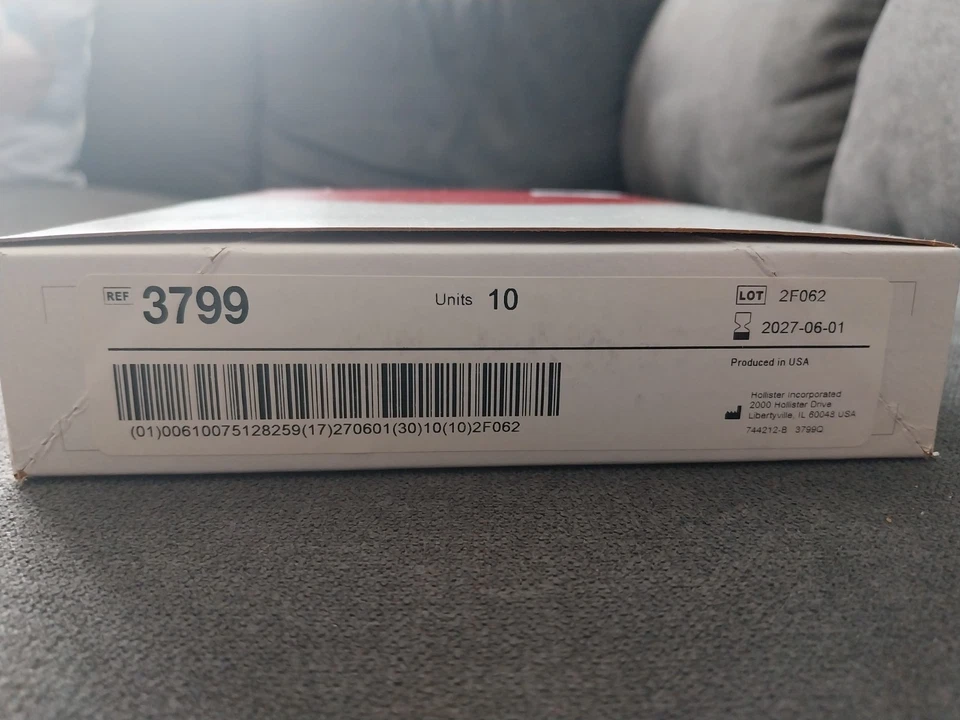 REF 3799
Units 10
LOT 2F062
2027-06-01
Produced in USA
Hollister Incorporated
2000 Hollister Drive
Libertyville, IL 60048 USA
744212-B 3799Q
(01)00610075128259(17)270601(30)10(10)2F062